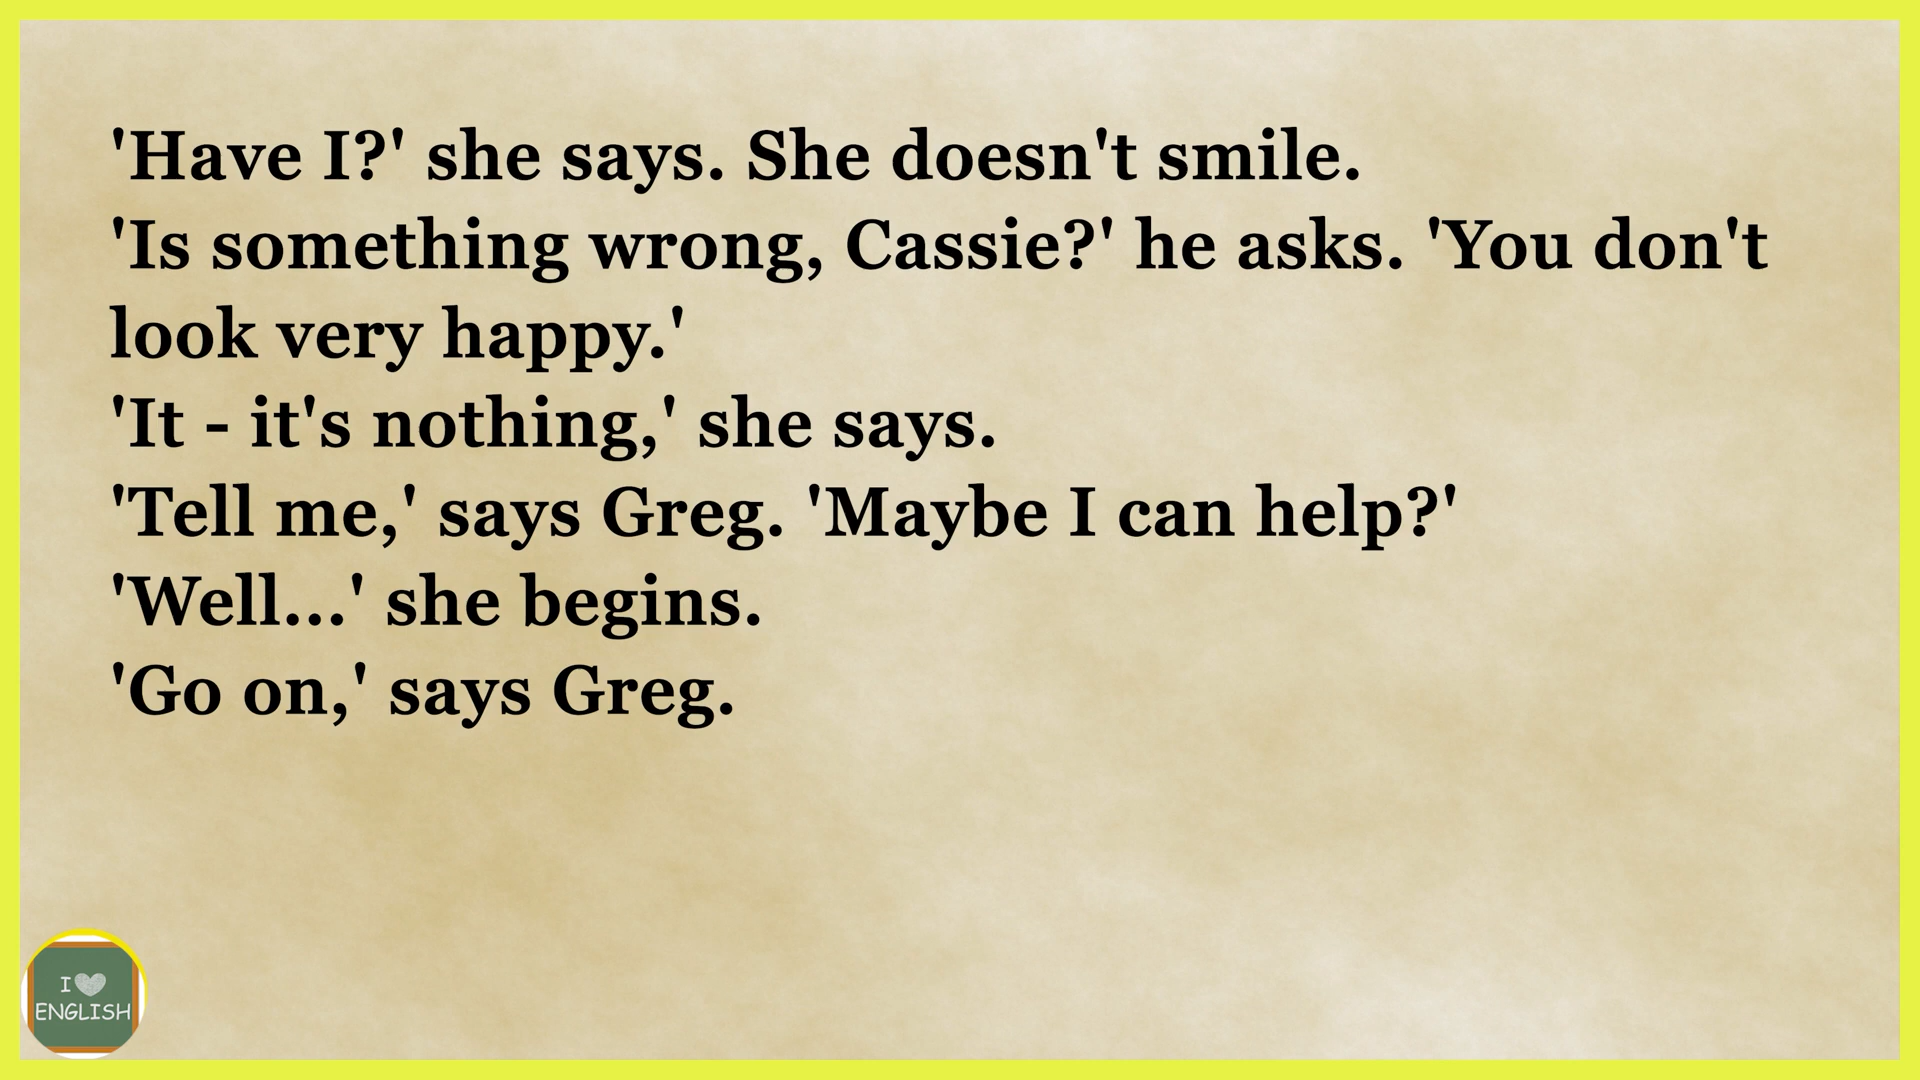 'Have I?' she says. She doesn't smile.
'Is something wrong, Cassie?' he asks. 'You don't
look very happy.'
'It - it's nothing,' she says.
'Tell me,' says Greg. 'Maybe I can help?'
'Well...' she begins.
'Go on,' says Greg.
I
ENGLISH